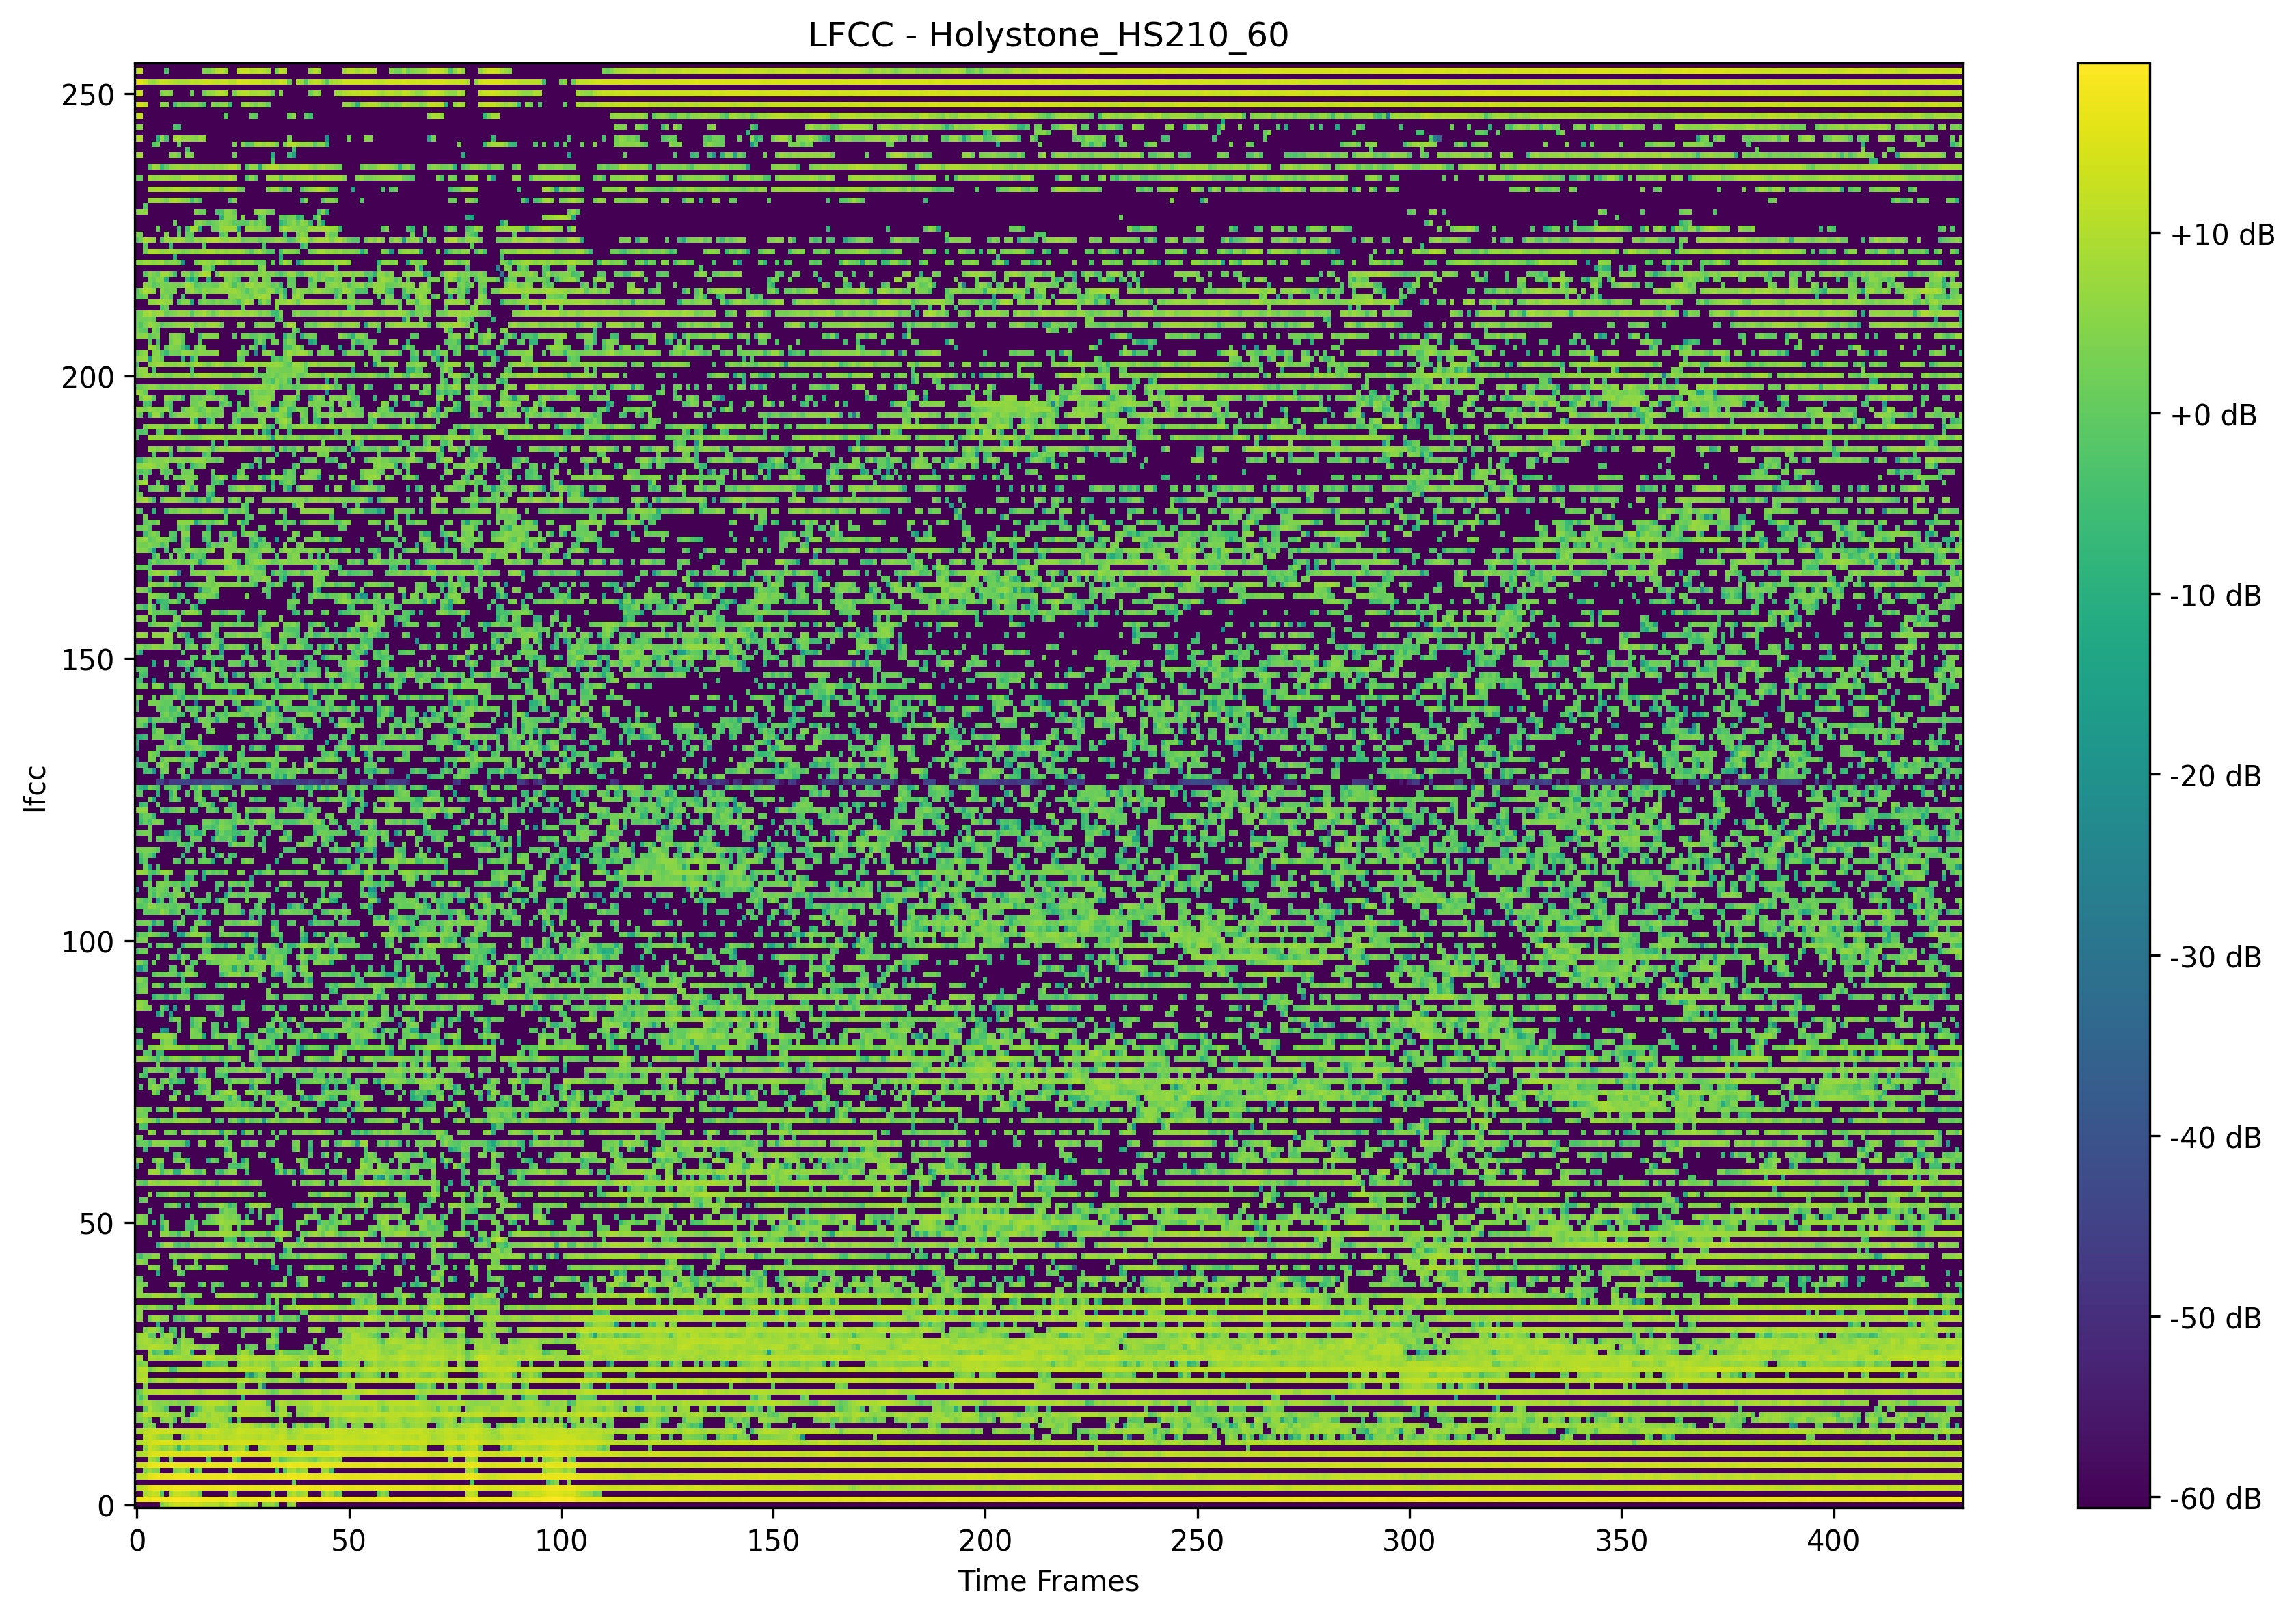 LFCC - Holystone_HS210_60
250
200
150
100
50
0
lfcc
0 50 100 150 200 250 300 350 400
Time Frames
+10 dB
+0 dB
-10 dB
-20 dB
-30 dB
-40 dB
-50 dB
-60 dB